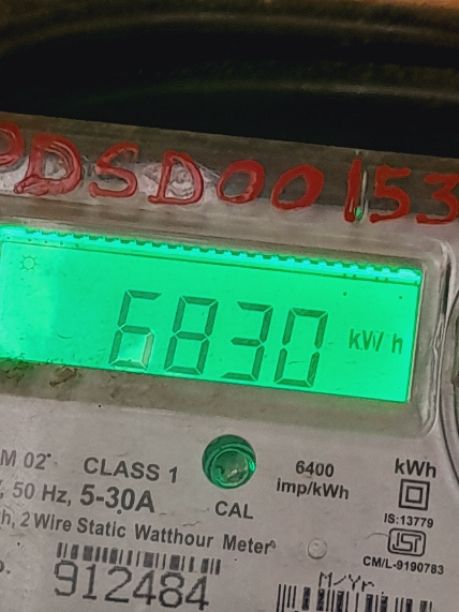 PDSD00153
6830 kWh
M 02 CLASS 1 6400 kWh
, 50 Hz, 5-30A imp/kWh
CAL IS:13779
h, 2 Wire Static Watthour Meter
CM/L-9190783
912484
M/Yr.